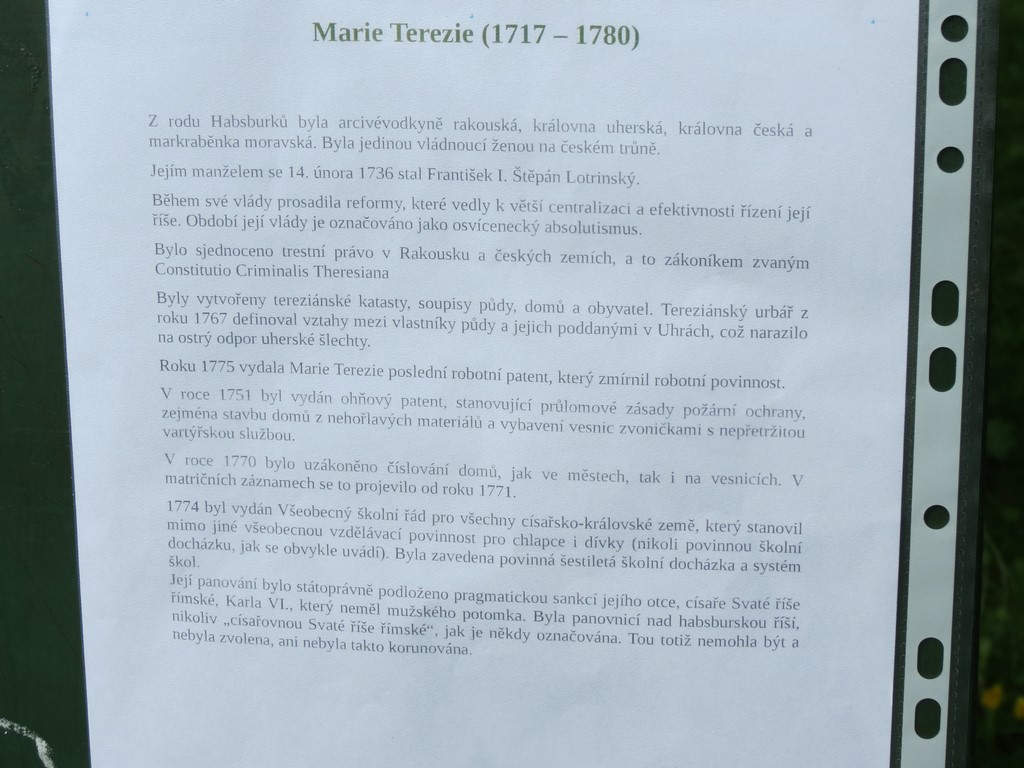 Marie Terezie (1717 – 1780)
Z rodu Habsburků byla arcivévodkyně rakouská, královna uherská, královna česká a
markraběnka moravská. Byla jedinou vládnoucí ženou na českém trůně.
Jejím manželem se 14. února 1736 stal František I. Štěpán Lotrinský.
Během své vlády prosadila reformy, které vedly k větší centralizaci a efektivnosti řízení její
říše. Období její vlády je označováno jako osvícenecký absolutismus.
Bylo sjednoceno trestní právo v Rakousku a českých zemích, a to zákoníkem zvaným
Constitutio Criminalis Theresiana
Byly vytvořeny tereziánské katasty, soupisy půdy, domů a obyvatel. Tereziánský urbář z
roku 1767 definoval vztahy mezi vlastníky půdy a jejich poddanými v Uhrách, což narazilo
na ostrý odpor uherské šlechty.
Roku 1775 vydala Marie Terezie poslední robotní patent, který zmírnil robotní povinnost.
V roce 1751 byl vydán ohňový patent, stanovující průlomové zásady požární ochrany,
zejména stavbu domů z nehořlavých materiálů a vybavení vesnic zvoničkami s nepřetržitou
vartýřskou službou.
V roce 1770 bylo uzákoněno číslování domů, jak ve městech, tak i na vesnicích. V
matričních záznamech se to projevilo od roku 1771.
1774 byl vydán Všeobecný školní řád pro všechny císařsko-královské země, který stanovil
mimo jiné všeobecnou vzdělávací povinnost pro chlapce i dívky (nikoli povinnou školní
docházku, jak se obvykle uvádí). Byla zavedena povinná šestiletá školní docházka a systém
škol.
Její panování bylo státoprávně podloženo pragmatickou sankcí jejího otce, císaře Svaté říše
římské, Karla VI., který neměl mužského potomka. Byla panovnicí nad habsburskou říší,
nikoliv „císařovnou Svaté říše římské“, jak je někdy označována. Tou totiž nemohla být a
nebyla zvolena, ani nebyla takto korunována.